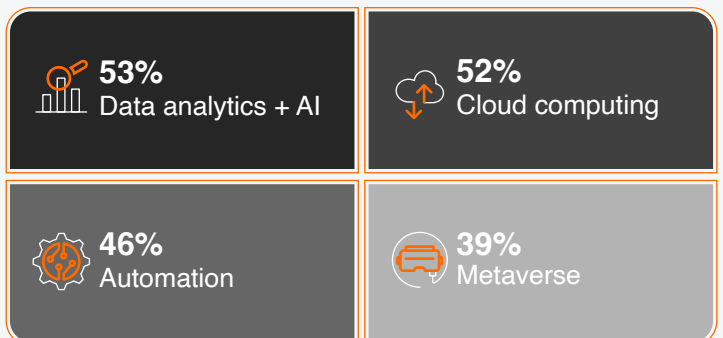 53%
Data analytics + AI
52%
Cloud computing
46%
Automation
39%
Metaverse